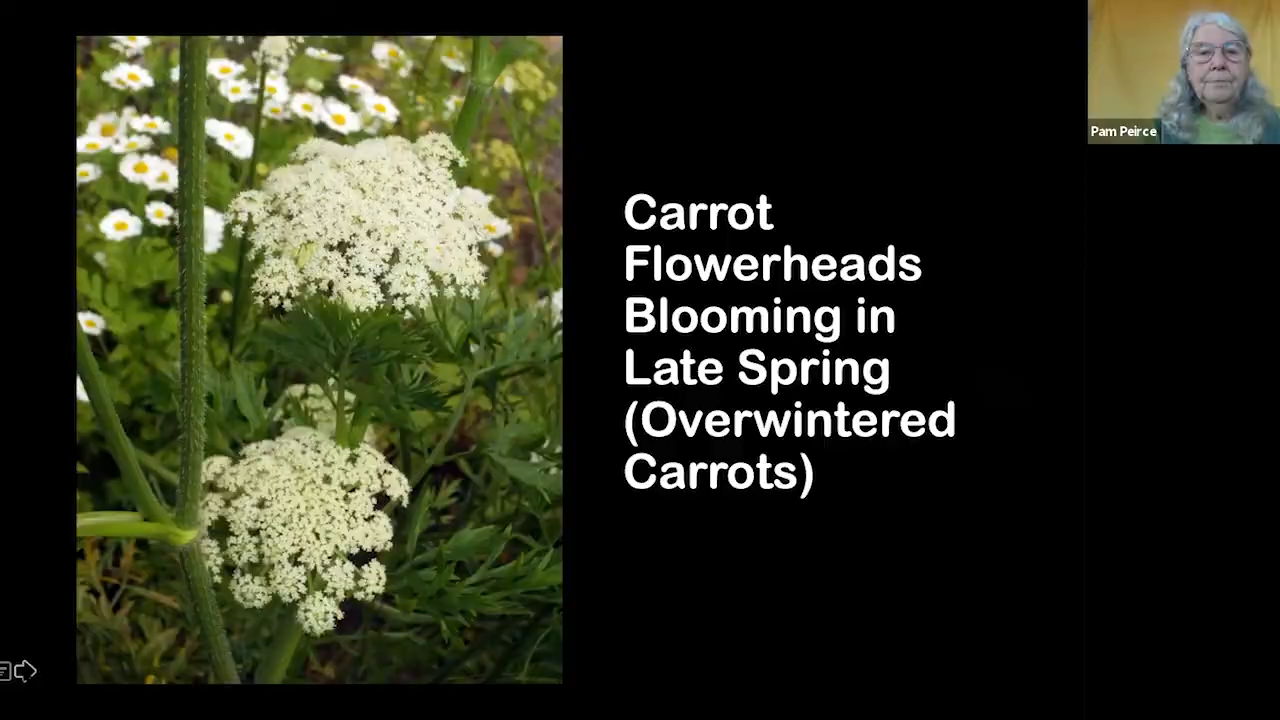 Carrot
Flowerheads
Blooming in
Late Spring
(Overwintered
Carrots)
Pam Peirce